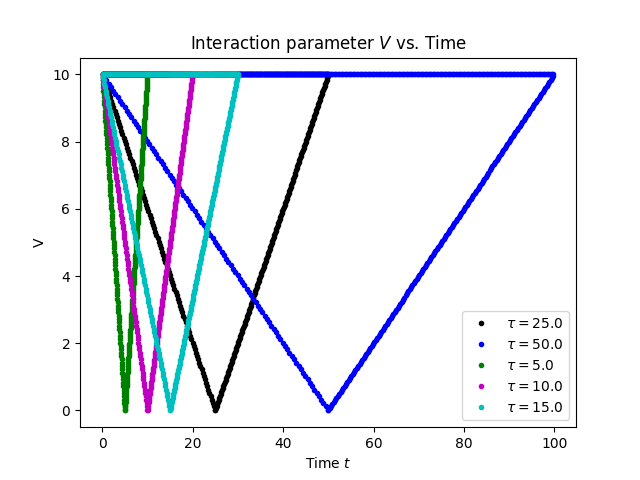 Interaction parameter V vs. Time
V
10
8
6
4
2
0
0 20 40 60 80 100
Time t
τ = 25.0
τ = 50.0
τ = 5.0
τ = 10.0
τ = 15.0